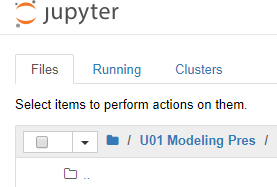 jupyter
Files Running Clusters
Select items to perform actions on them.
/ U01 Modeling Pres /
..